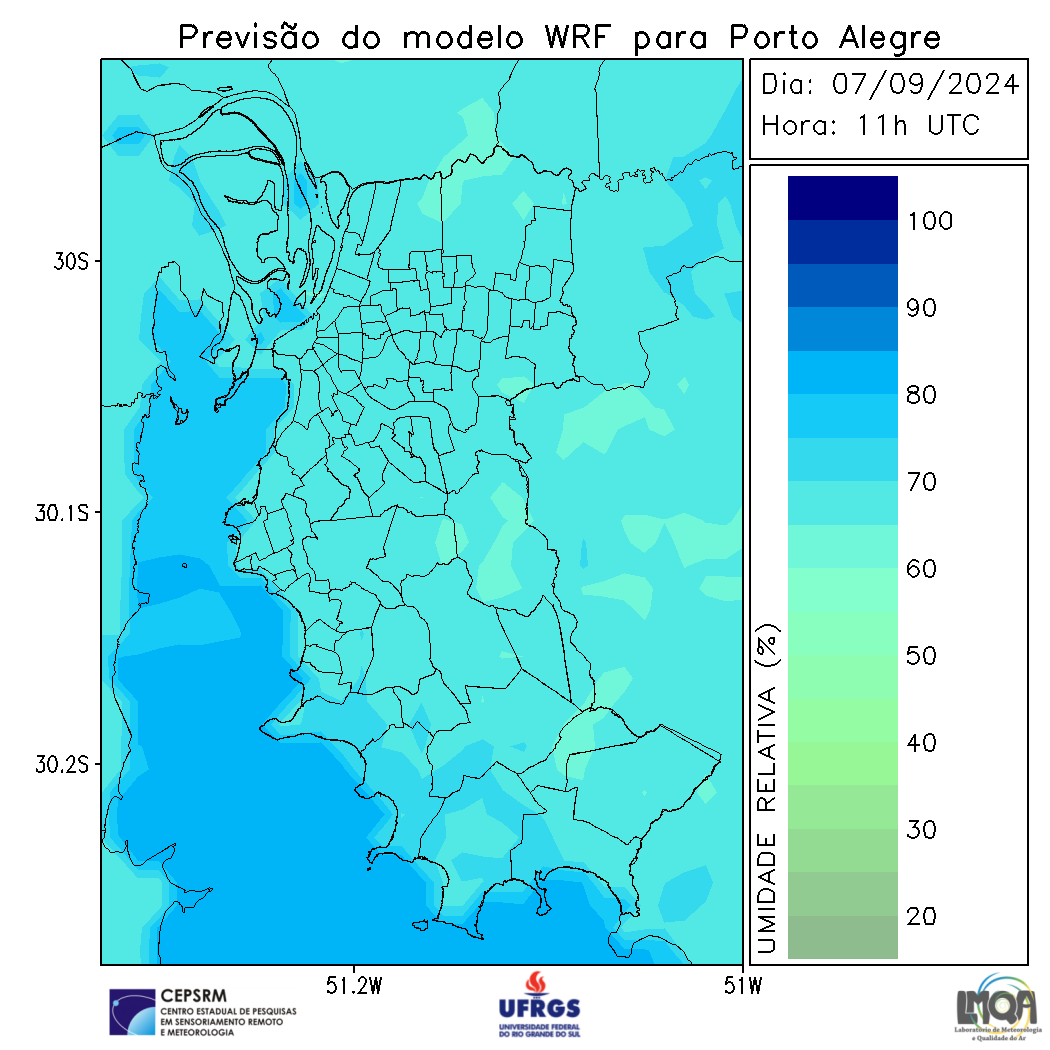 Previsão do modelo WRF para Porto Alegre
Dia: 07/09/2024
Hora: 11h UTC
30S
30.1S
30.2S
51.2W
51W
UMIDADE RELATIVA (%)
100
90
80
70
60
50
40
30
20
CEPSRM
CENTRO ESTADUAL DE PESQUISAS
EM SENSORIAMENTO REMOTO
E METEOROLOGIA
UFRGS
UNIVERSIDADE FEDERAL
DO RIO GRANDE DO SUL
LMQA
Laboratório de Meteorologia
e Qualidade do Ar